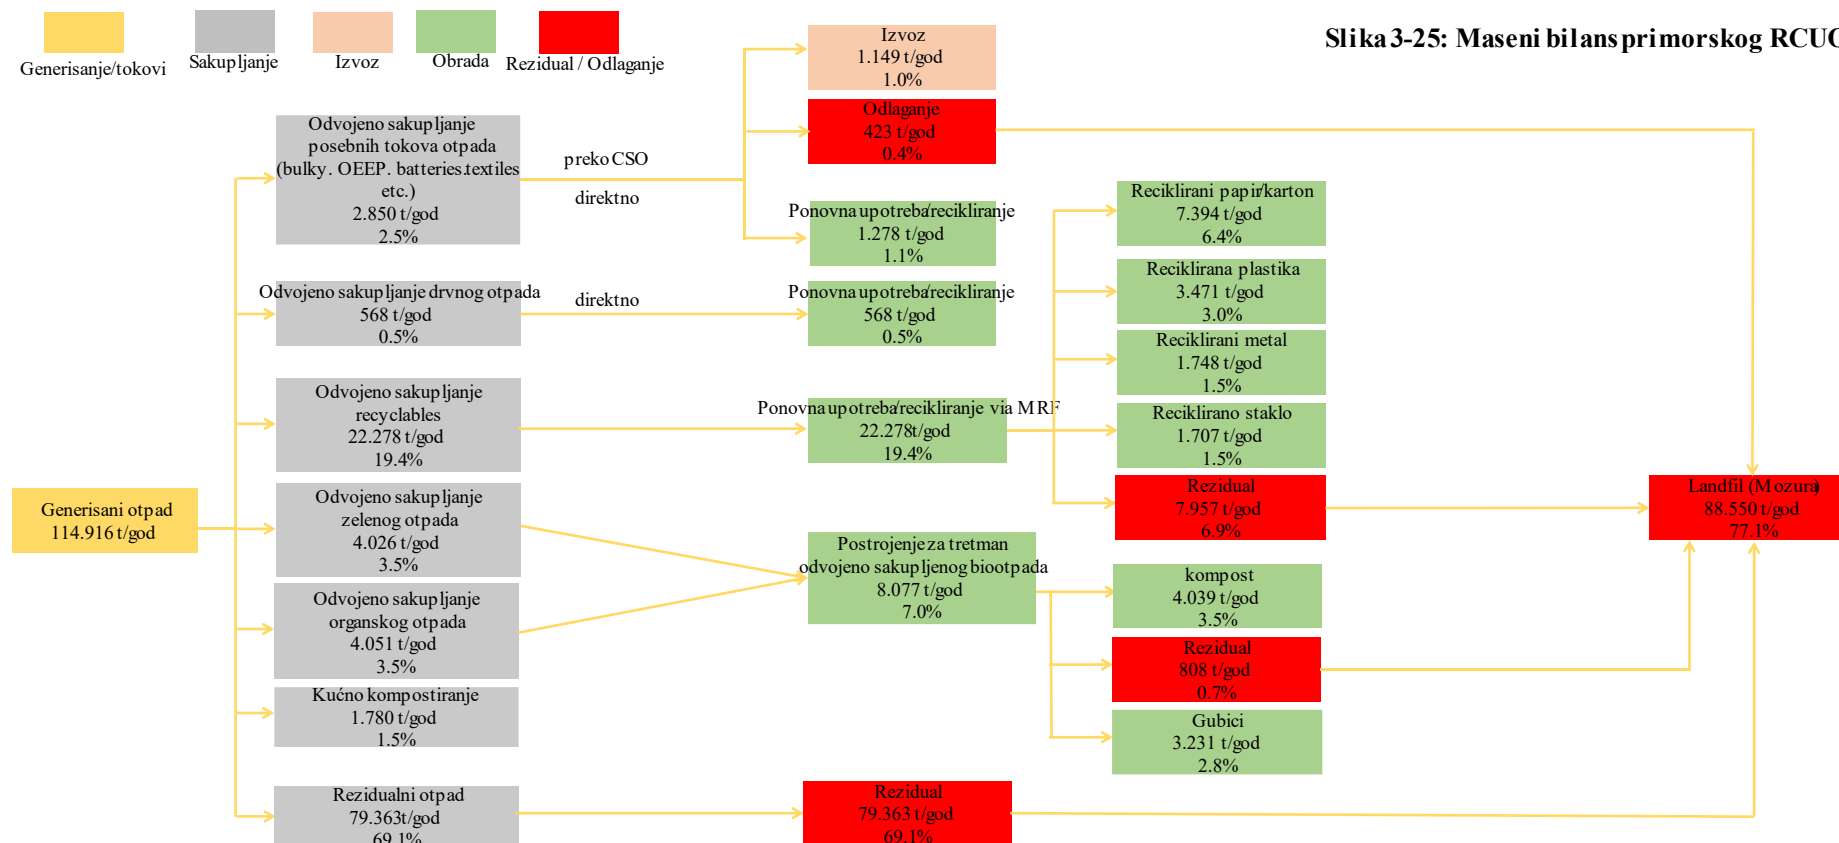 Slika 3-25: Maseni bilans primorskog RCUO
Generisanje/tokovi
Sakupljanje
Izvoz
Obrada
Rezidual / Odlaganje
Generisani otpad
114.916 t/god
Odvojeno sakupljanje
posebnih tokova otpada
(bulky. OEEP. batteries.textiles
etc.)
2.850 t/god
2.5%
Odvojeno sakupljanje drvnog otpada
568 t/god
0.5%
Odvojeno sakupljanje
recyclables
22.278 t/god
19.4%
Odvojeno sakupljanje
zelenog otpada
4.026 t/god
3.5%
Odvojeno sakupljanje
organskog otpada
4.051 t/god
3.5%
Kućno kompostiranje
1.780 t/god
1.5%
Rezidualni otpad
79.363t/god
69.1%
preko CSO
direktno
direktno
Izvoz
1.149 t/god
1.0%
Odlaganje
423 t/god
0.4%
Ponovna upotreba/recikliranje
1.278 t/god
1.1%
Ponovna upotreba/recikliranje
568 t/god
0.5%
Ponovna upotreba/recikliranje via MRF
22.278t/god
19.4%
Postrojenje za tretman
odvojeno sakupljenog biootpada
8.077 t/god
7.0%
Rezidual
79.363 t/god
69.1%
Reciklirani papir/karton
7.394 t/god
6.4%
Reciklirana plastika
3.471 t/god
3.0%
Reciklirani metal
1.748 t/god
1.5%
Reciklirano staklo
1.707 t/god
1.5%
Rezidual
7.957 t/god
6.9%
kompost
4.039 t/god
3.5%
Rezidual
808 t/god
0.7%
Gubici
3.231 t/god
2.8%
Landfil (Mozura)
88.550 t/god
77.1%